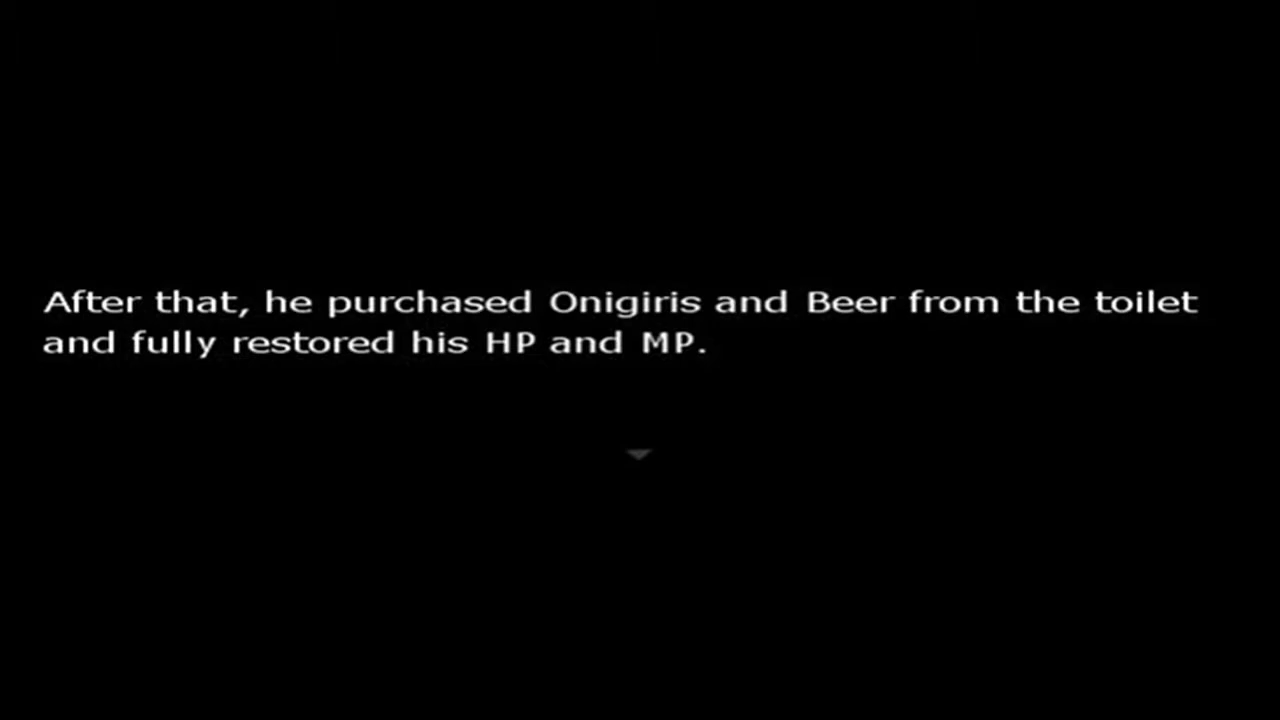 After that, he purchased Onigiris and Beer from the toilet
and fully restored his HP and MP.